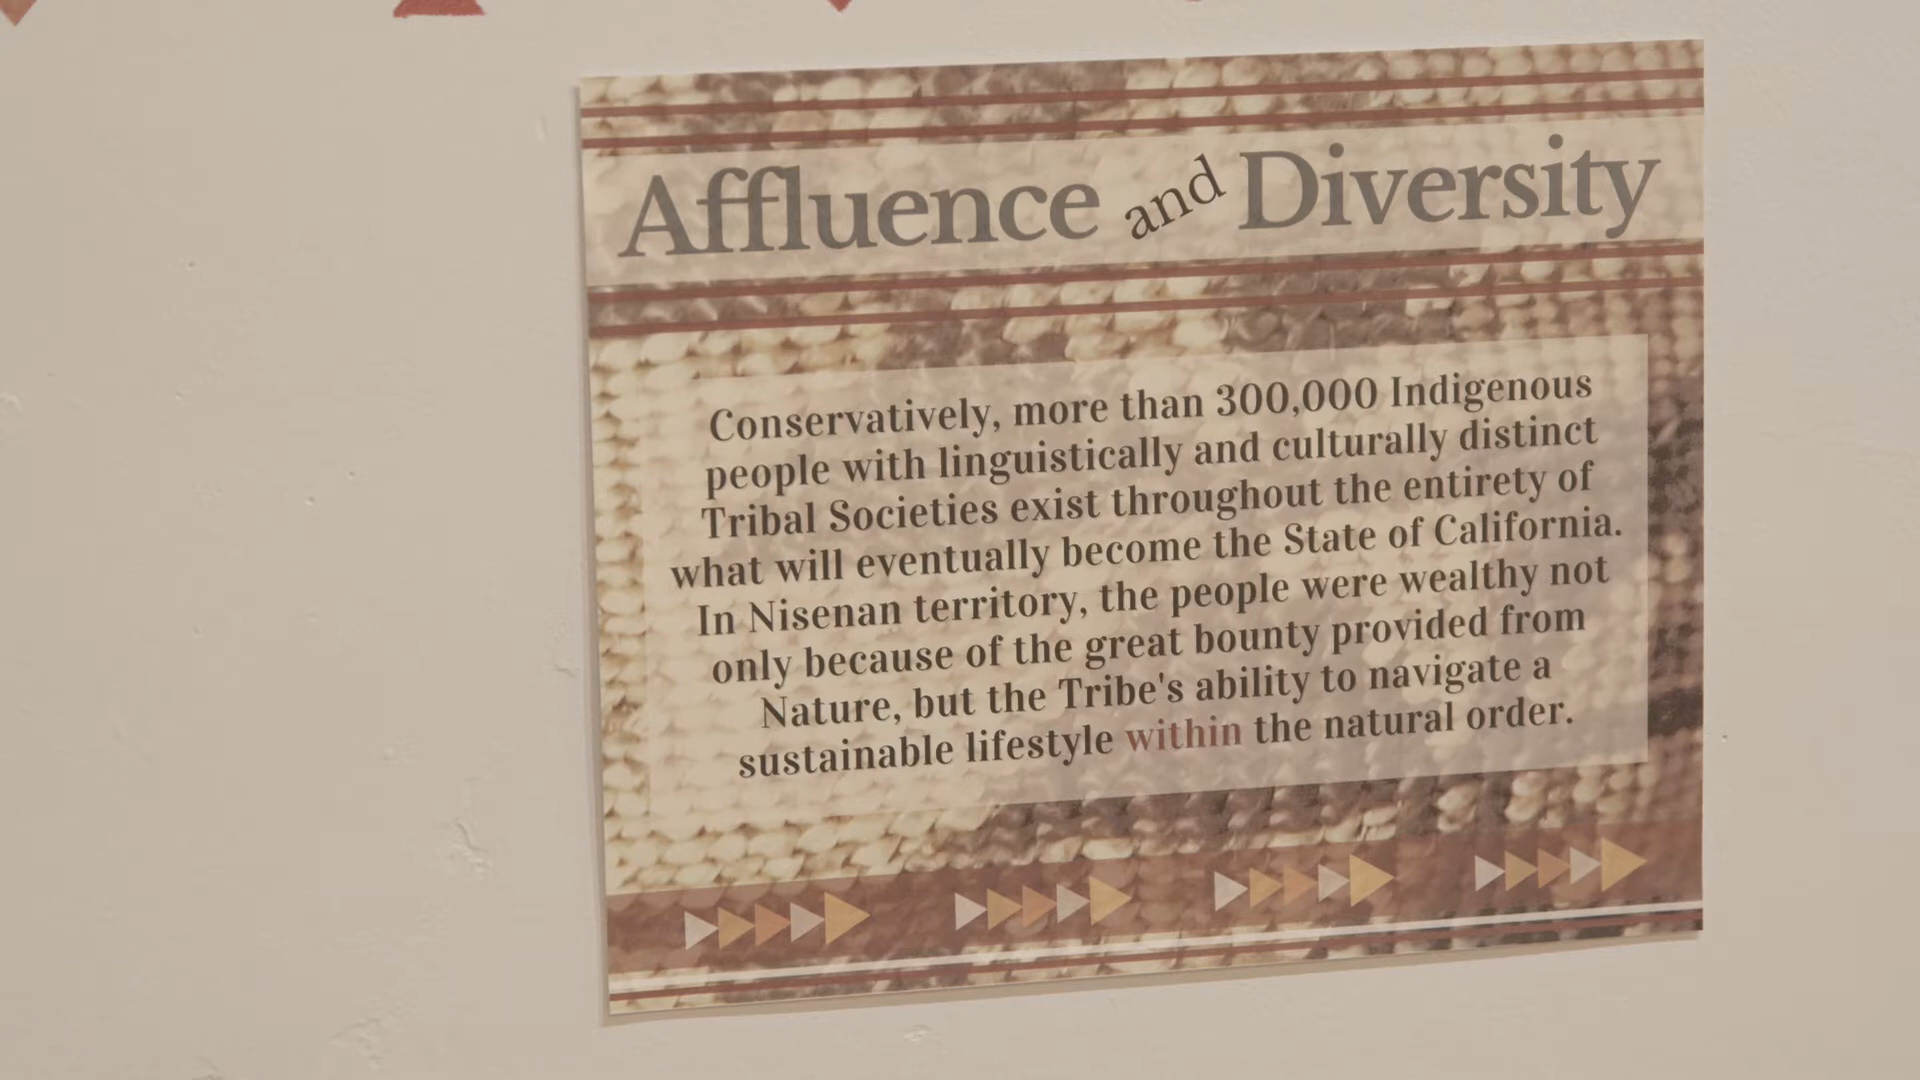 Affluence and Diversity
Conservatively, more than 300,000 Indigenous
people with linguistically and culturally distinct
Tribal Societies exist throughout the entirety of
what will eventually become the State of California.
In Nisenan territory, the people were wealthy not
only because of the great bounty provided from
Nature, but the Tribe's ability to navigate a
sustainable lifestyle within the natural order.